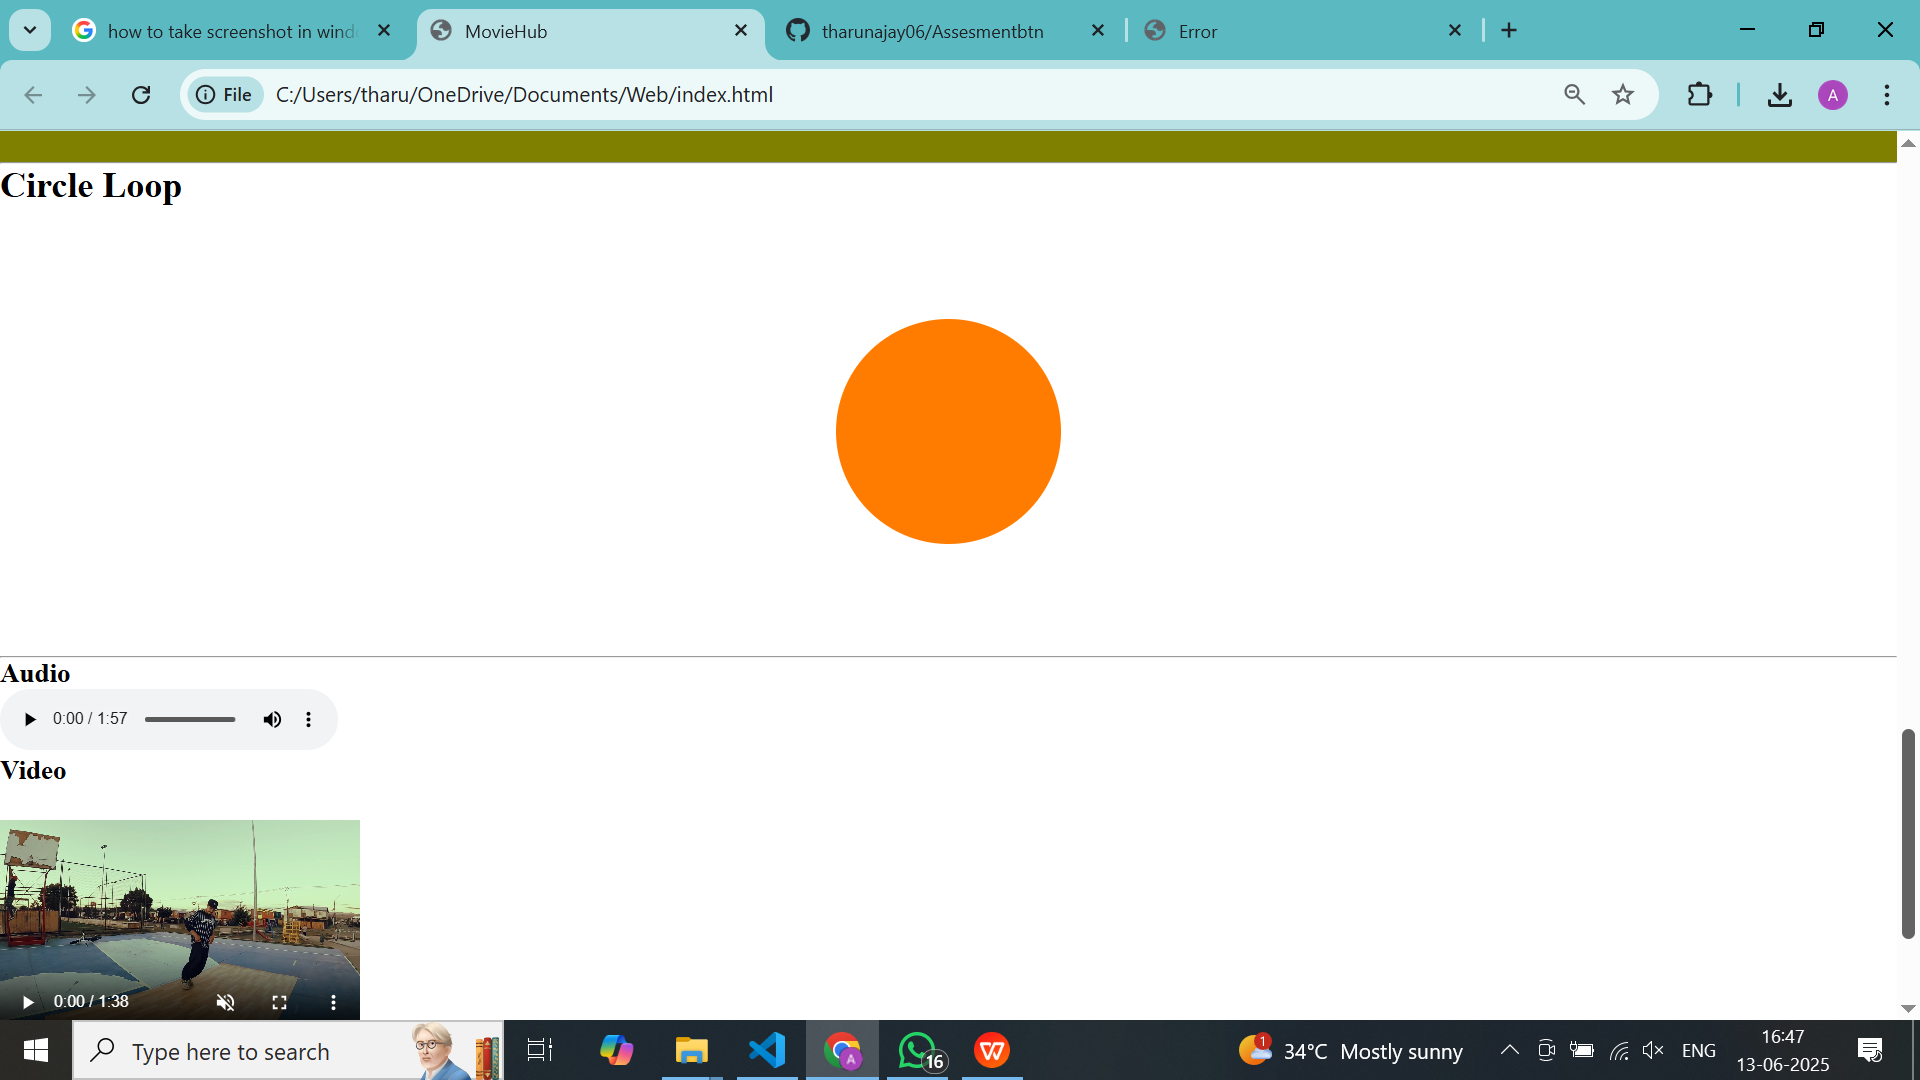 how to take screenshot in wind
MovieHub
tharunajay06/Assesmentbtn
Error
File
C:/Users/tharu/OneDrive/Documents/Web/index.html
A
Circle Loop
Audio
0:00 / 1:57
Video
0:00 / 1:38
Type here to search
A
16
1
34°C Mostly sunny
ENG
16:47
13-06-2025